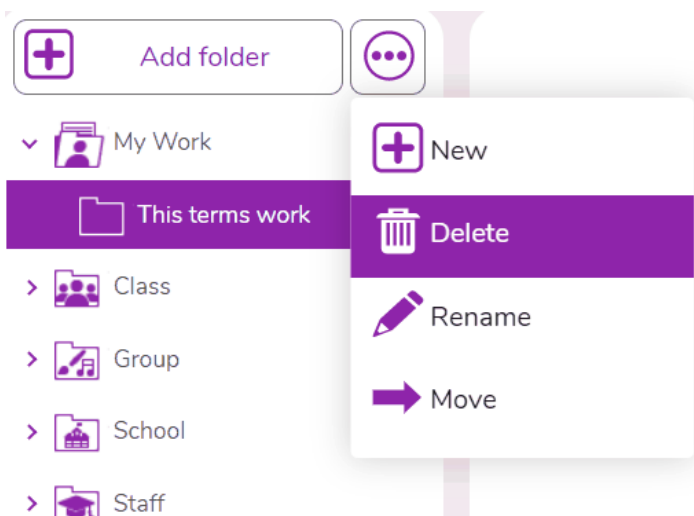 Add folder
My Work
This terms work
Class
Group
School
Staff
New
Delete
Rename
Move